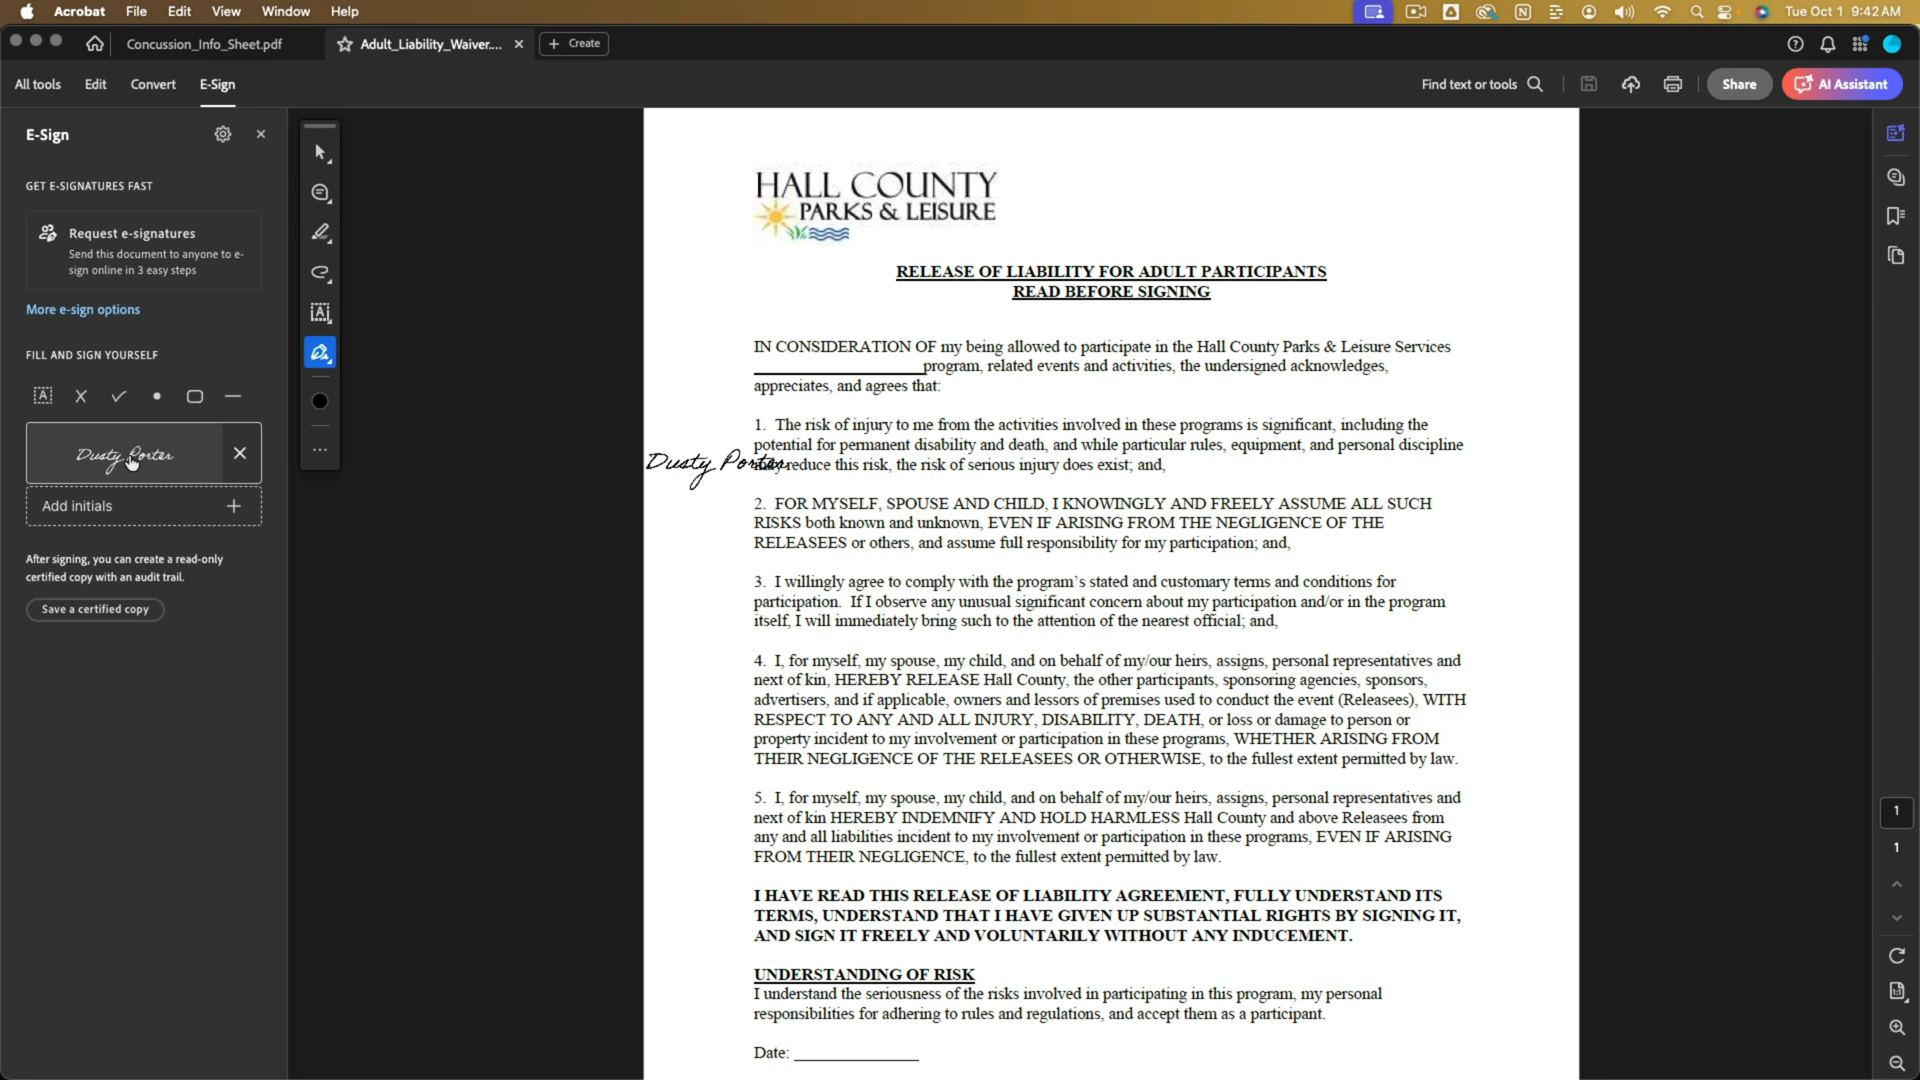 Acrobat File Edit View Window Help
Tue Oct 1 9:42 AM
Concussion_Info_Sheet.pdf
Adult_Liability_Waiver....
Create
All tools Edit Convert E-Sign
Find text or tools
Share
AI Assistant
E-Sign
GET E-SIGNATURES FAST
Request e-signatures
Send this document to anyone to e-
sign online in 3 easy steps
More e-sign options
FILL AND SIGN YOURSELF
Dusty Porter
Add initials
After signing, you can create a read-only
certified copy with an audit trail.
Save a certified copy
HALL COUNTY
PARKS & LEISURE
RELEASE OF LIABILITY FOR ADULT PARTICIPANTS
READ BEFORE SIGNING
IN CONSIDERATION OF my being allowed to participate in the Hall County Parks & Leisure Services
____________________program, related events and activities, the undersigned acknowledges,
appreciates, and agrees that:
1. The risk of injury to me from the activities involved in these programs is significant, including the
potential for permanent disability and death, and while particular rules, equipment, and personal discipline
may reduce this risk, the risk of serious injury does exist; and,
Dusty Porter
2. FOR MYSELF, SPOUSE AND CHILD, I KNOWINGLY AND FREELY ASSUME ALL SUCH
RISKS both known and unknown, EVEN IF ARISING FROM THE NEGLIGENCE OF THE
RELEASEES or others, and assume full responsibility for my participation; and,
3. I willingly agree to comply with the program's stated and customary terms and conditions for
participation. If I observe any unusual significant concern about my participation and/or in the program
itself, I will immediately bring such to the attention of the nearest official; and,
4. I, for myself, my spouse, my child, and on behalf of my/our heirs, assigns, personal representatives and
next of kin, HEREBY RELEASE Hall County, the other participants, sponsoring agencies, sponsors,
advertisers, and if applicable, owners and lessors of premises used to conduct the event (Releasees), WITH
RESPECT TO ANY AND ALL INJURY, DISABILITY, DEATH, or loss or damage to person or
property incident to my involvement or participation in these programs, WHETHER ARISING FROM
THEIR NEGLIGENCE OF THE RELEASEES OR OTHERWISE, to the fullest extent permitted by law.
5. I, for myself, my spouse, my child, and on behalf of my/our heirs, assigns, personal representatives and
next of kin HEREBY INDEMNIFY AND HOLD HARMLESS Hall County and above Releasees from
any and all liabilities incident to my involvement or participation in these programs, EVEN IF ARISING
FROM THEIR NEGLIGENCE, to the fullest extent permitted by law.
I HAVE READ THIS RELEASE OF LIABILITY AGREEMENT, FULLY UNDERSTAND ITS
TERMS, UNDERSTAND THAT I HAVE GIVEN UP SUBSTANTIAL RIGHTS BY SIGNING IT,
AND SIGN IT FREELY AND VOLUNTARILY WITHOUT ANY INDUCEMENT.
UNDERSTANDING OF RISK
I understand the seriousness of the risks involved in participating in this program, my personal
responsibilities for adhering to rules and regulations, and accept them as a participant.
Date: _______________
1
1